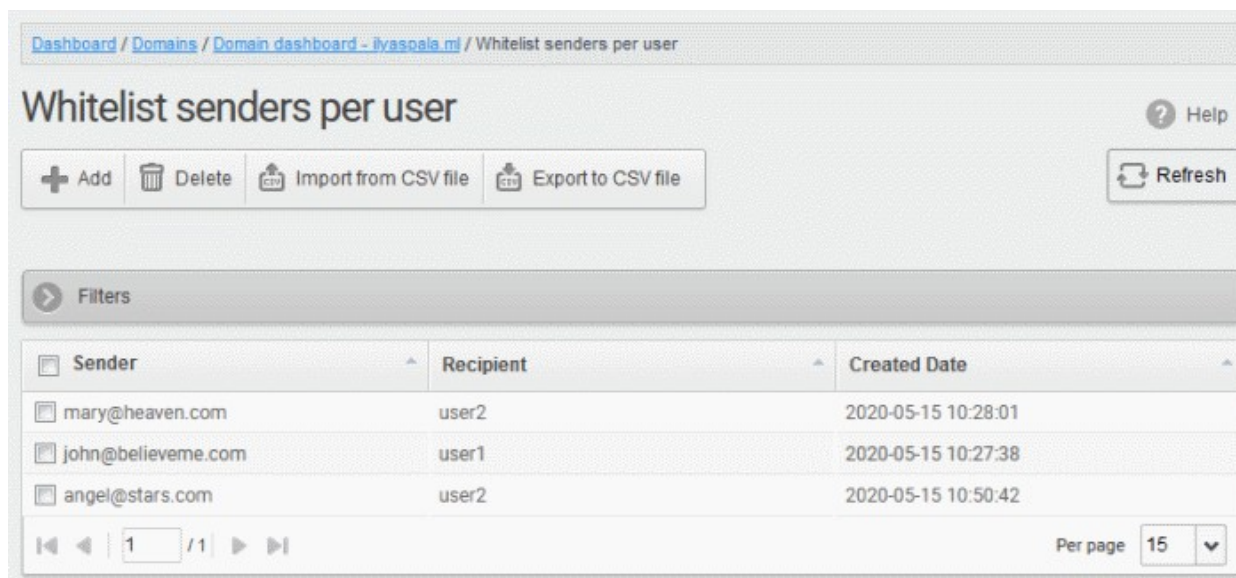 Dashboard / Domains / Domain dashboard - ilyaspala.ml / Whitelist senders per user
Whitelist senders per user
Help
Add Delete CSV Import from CSV file CSV Export to CSV file
Refresh
Filters
Sender Recipient Created Date
mary@heaven.com user2 2020-05-15 10:28:01
john@believeme.com user1 2020-05-15 10:27:38
angel@stars.com user2 2020-05-15 10:50:42
1 / 1 Per page 15